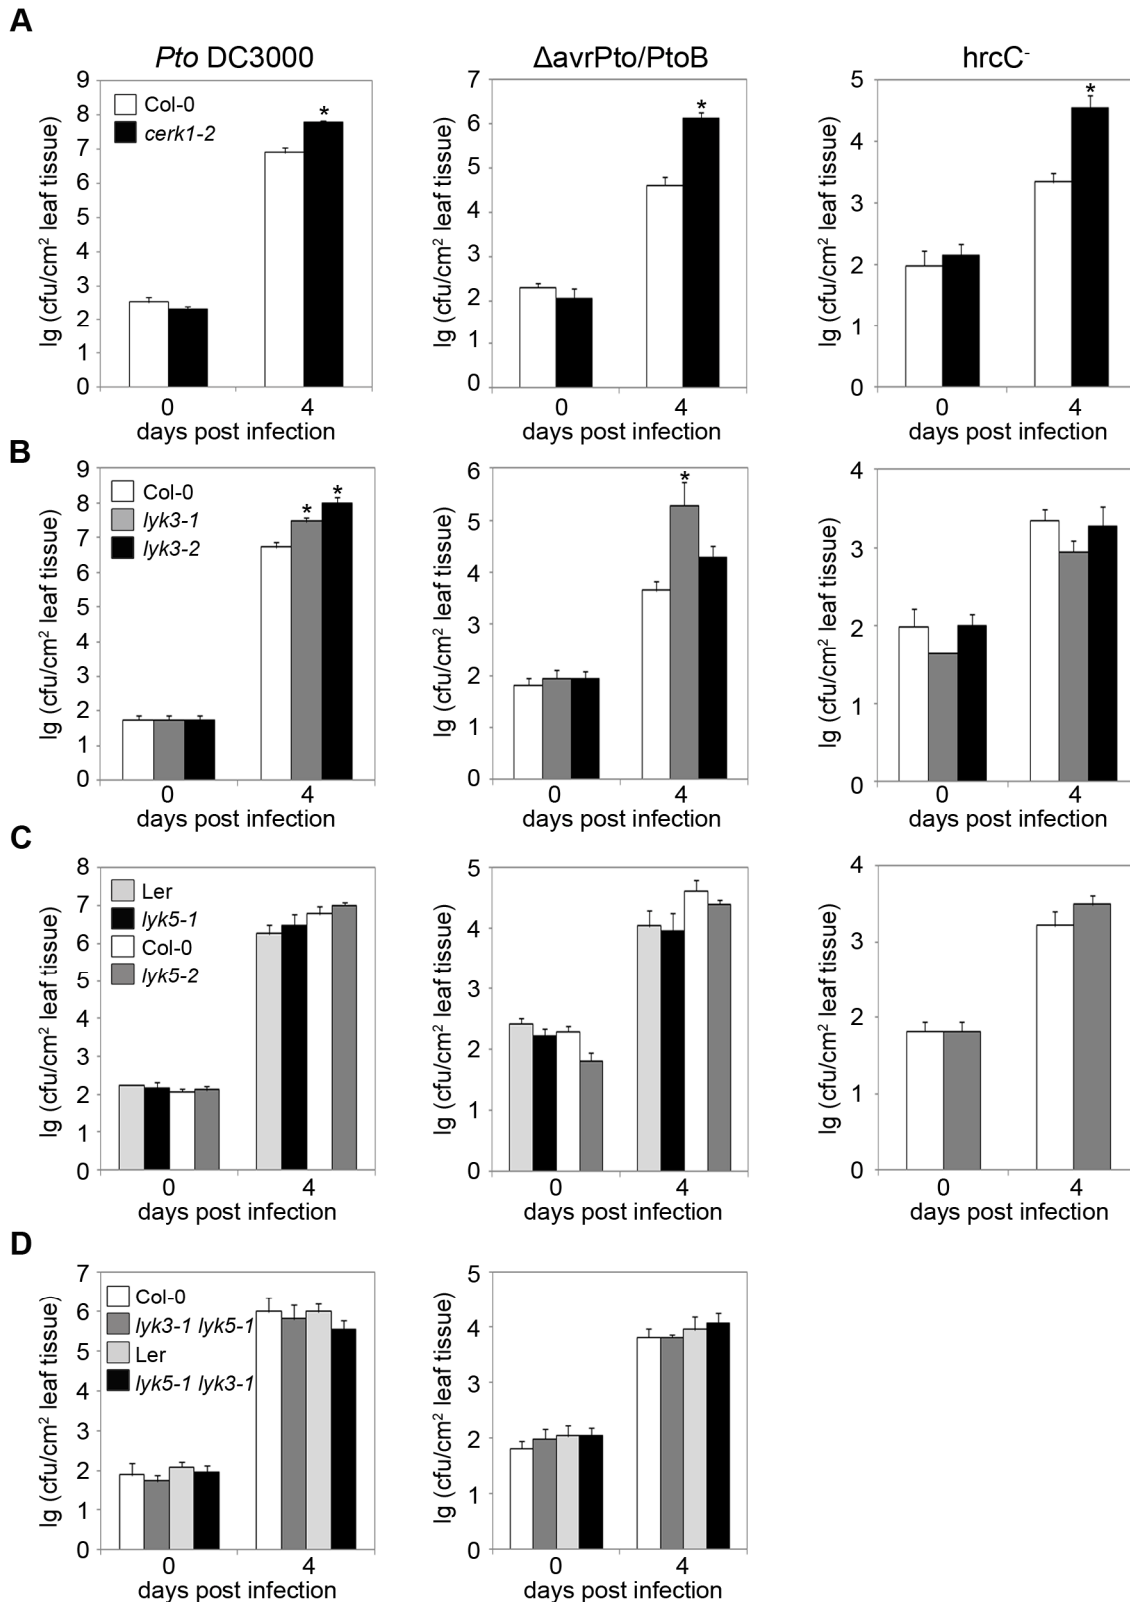 A
Pto DC3000
ΔavrPto/PtoB
hrcC-
lg (cfu/cm² leaf tissue)
9
8
7
6
5
4
3
2
1
0
Col-0
cerk1-2
*
0 4
days post infection
lg (cfu/cm² leaf tissue)
7
6
5
4
3
2
1
0
*
0 4
days post infection
lg (cfu/cm² leaf tissue)
5
4
3
2
1
0
*
0 4
days post infection
B
lg (cfu/cm² leaf tissue)
9
8
7
6
5
4
3
2
1
0
Col-0
lyk3-1
lyk3-2
* *
0 4
days post infection
lg (cfu/cm² leaf tissue)
6
5
4
3
2
1
0
*
0 4
days post infection
lg (cfu/cm² leaf tissue)
4
3
2
1
0
0 4
days post infection
C
lg (cfu/cm² leaf tissue)
8
7
6
5
4
3
2
1
0
Ler
lyk5-1
Col-0
lyk5-2
0 4
days post infection
lg (cfu/cm² leaf tissue)
5
4
3
2
1
0
0 4
days post infection
lg (cfu/cm² leaf tissue)
4
3
2
1
0
0 4
days post infection
D
lg (cfu/cm² leaf tissue)
7
6
5
4
3
2
1
0
Col-0
lyk3-1 lyk5-1
Ler
lyk5-1 lyk3-1
0 4
days post infection
lg (cfu/cm² leaf tissue)
5
4
3
2
1
0
0 4
days post infection